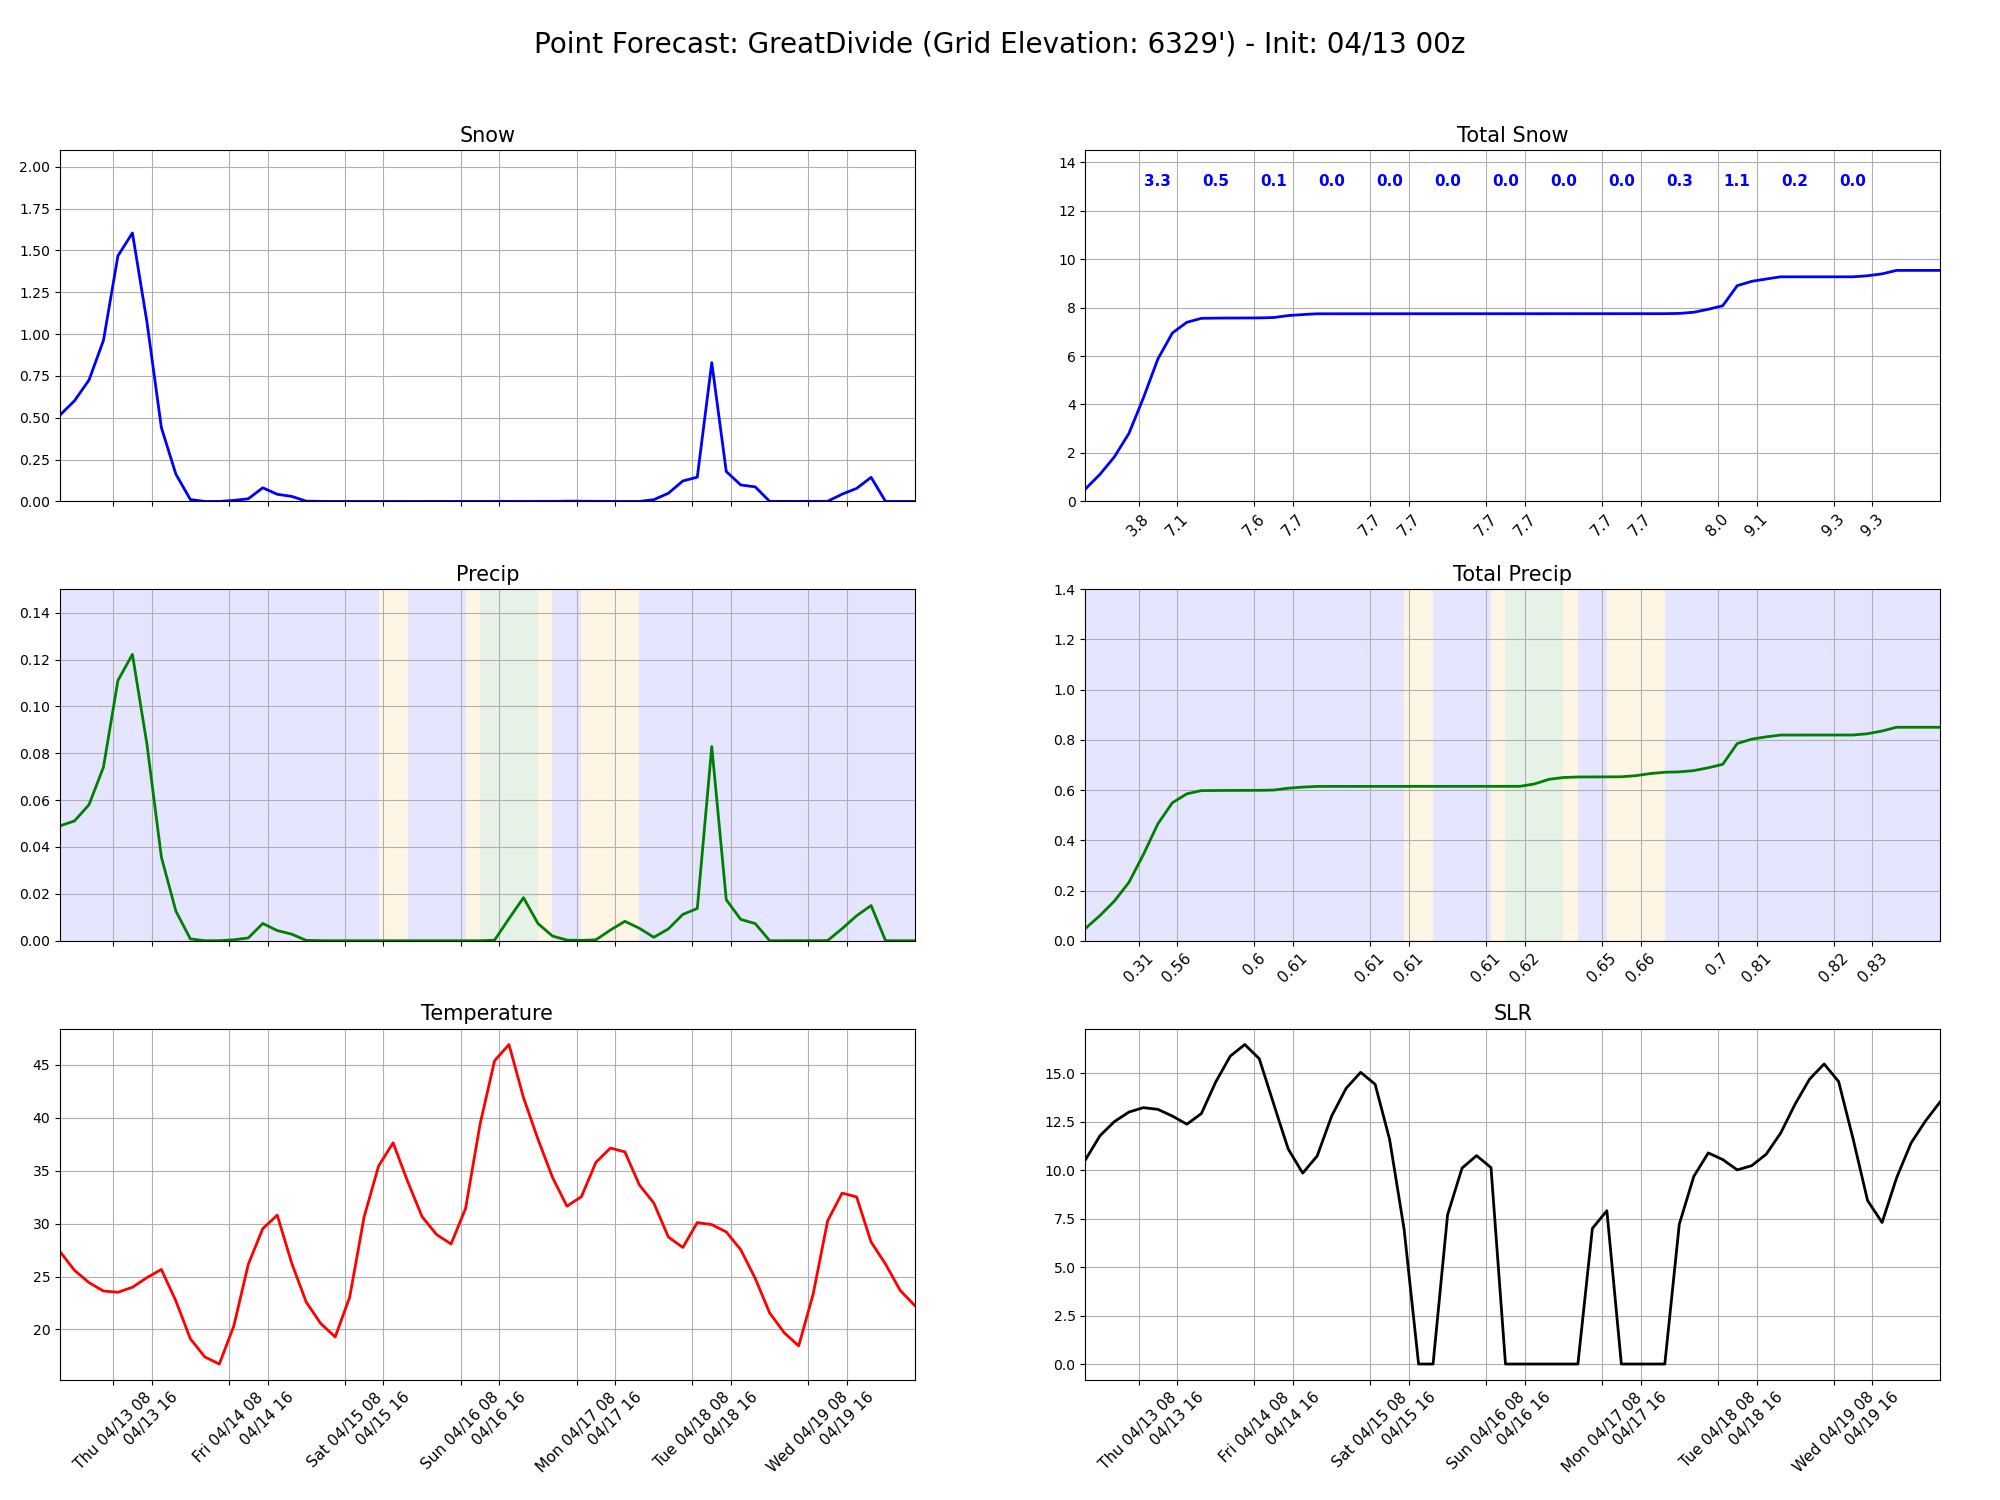 Point Forecast: GreatDivide (Grid Elevation: 6329') - Init: 04/13 00z
Snow
2.00
1.75
1.50
1.25
1.00
0.75
0.50
0.25
0.00
Total Snow
14
12
10
8
6
4
2
0
3.3 0.5 0.1 0.0 0.0 0.0 0.0 0.0 0.0 0.3 1.1 0.2 0.0
3.8 7.1 7.6 7.7 7.7 7.7 7.7 7.7 7.7 7.7 8.0 9.1 9.3 9.3
Precip
0.14
0.12
0.10
0.08
0.06
0.04
0.02
0.00
Total Precip
1.4
1.2
1.0
0.8
0.6
0.4
0.2
0.0
0.31 0.56 0.6 0.61 0.61 0.61 0.61 0.62 0.65 0.66 0.7 0.81 0.82 0.83
Temperature
45
40
35
30
25
20
Thu 04/13 08
04/13 16
Fri 04/14 08
04/14 16
Sat 04/15 08
04/15 16
Sun 04/16 08
04/16 16
Mon 04/17 08
04/17 16
Tue 04/18 08
04/18 16
Wed 04/19 08
04/19 16
SLR
15.0
12.5
10.0
7.5
5.0
2.5
0.0
Thu 04/13 08
04/13 16
Fri 04/14 08
04/14 16
Sat 04/15 08
04/15 16
Sun 04/16 08
04/16 16
Mon 04/17 08
04/17 16
Tue 04/18 08
04/18 16
Wed 04/19 08
04/19 16